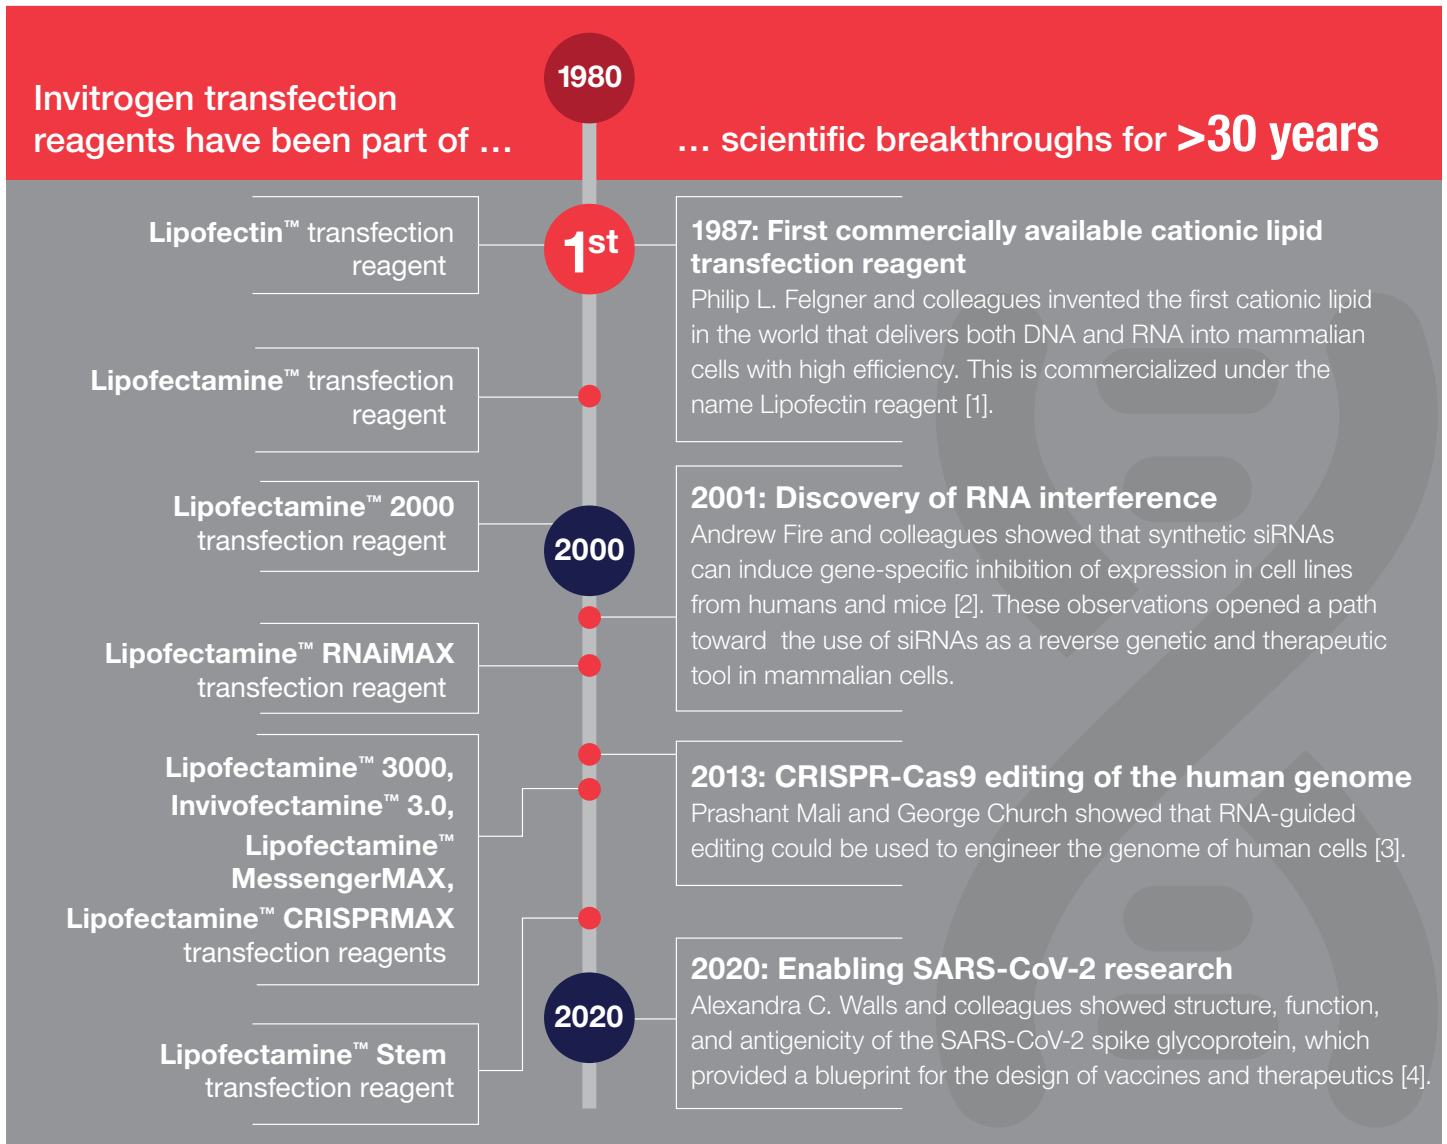 Invitrogen transfection
reagents have been part of …
1980
… scientific breakthroughs for >30 years
Lipofectin™ transfection
reagent
1st
1987: First commercially available cationic lipid
transfection reagent
Philip L. Felgner and colleagues invented the first cationic lipid
in the world that delivers both DNA and RNA into mammalian
cells with high efficiency. This is commercialized under the
name Lipofectin reagent [1].
Lipofectamine™ transfection
reagent
Lipofectamine™ 2000
transfection reagent
2000
2001: Discovery of RNA interference
Andrew Fire and colleagues showed that synthetic siRNAs
can induce gene-specific inhibition of expression in cell lines
from humans and mice [2]. These observations opened a path
toward  the use of siRNAs as a reverse genetic and therapeutic
tool in mammalian cells.
Lipofectamine™ RNAiMAX
transfection reagent
Lipofectamine™ 3000,
Invivofectamine™ 3.0,
Lipofectamine™
MessengerMAX,
Lipofectamine™ CRISPRMAX
transfection reagents
2013: CRISPR-Cas9 editing of the human genome
Prashant Mali and George Church showed that RNA-guided
editing could be used to engineer the genome of human cells [3].
Lipofectamine™ Stem
transfection reagent
2020
2020: Enabling SARS-CoV-2 research
Alexandra C. Walls and colleagues showed structure, function,
and antigenicity of the SARS-CoV-2 spike glycoprotein, which
provided a blueprint for the design of vaccines and therapeutics [4].